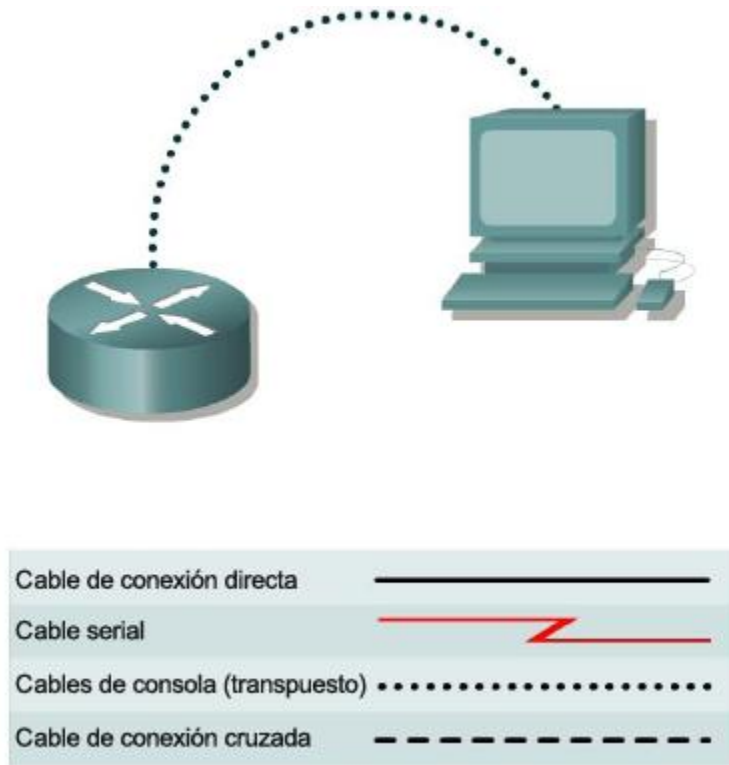 Cable de conexión directa
Cable serial
Cables de consola (transpuesto)
Cable de conexión cruzada